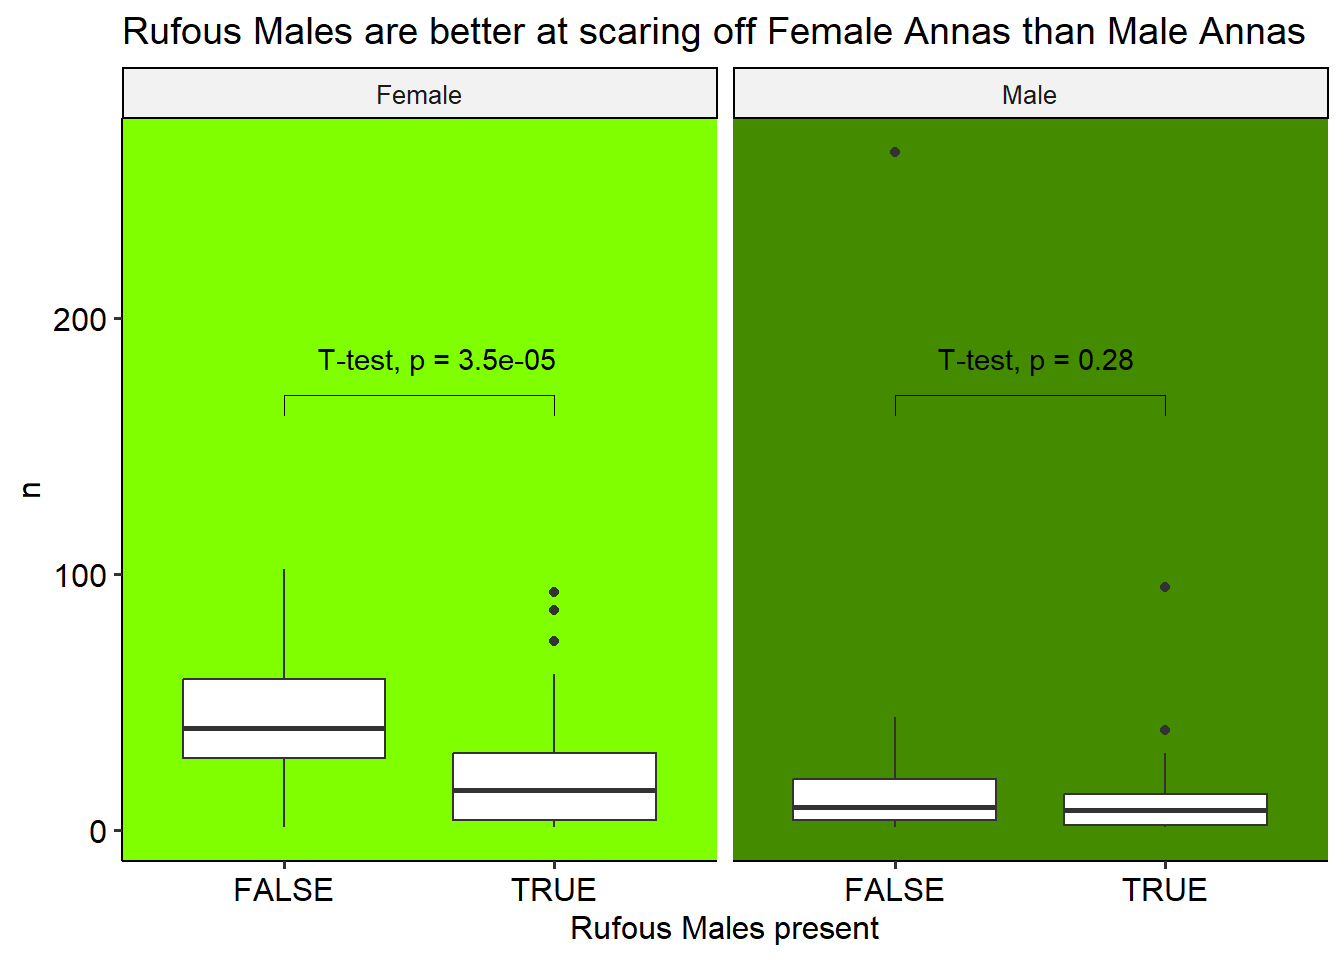 Rufous Males are better at scaring off Female Annas than Male Annas
Female
Male
T-test, p = 3.5e-05
T-test, p = 0.28
200
100
0
n
FALSE
TRUE
FALSE
TRUE
Rufous Males present